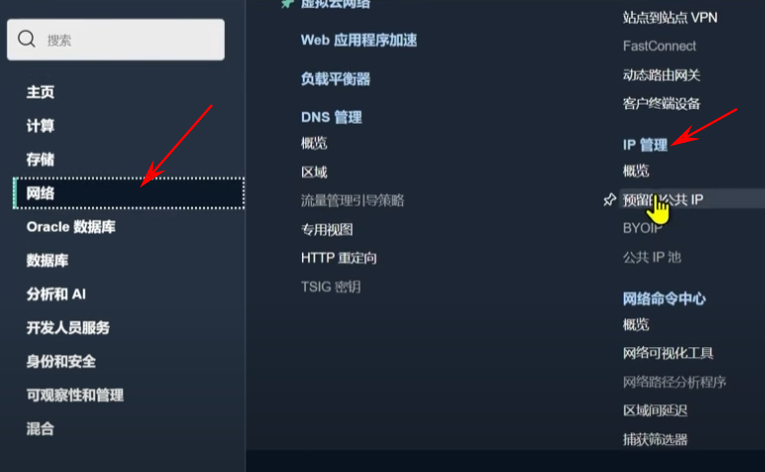 搜索
主页
计算
存储
网络
Oracle 数据库
数据库
分析和 AI
开发人员服务
身份和安全
可观察性和管理
混合
虚拟云网络
Web 应用程序加速
负载平衡器
DNS 管理
概览
区域
流量管理引导策略
专用视图
HTTP 重定向
TSIG 密钥
站点到站点 VPN
FastConnect
动态路由网关
客户终端设备
IP 管理
概览
预留 公共 IP
BYOIP
公共 IP 池
网络命令中心
概览
网络可视化工具
网络路径分析程序
区域间延迟
捕获筛选器